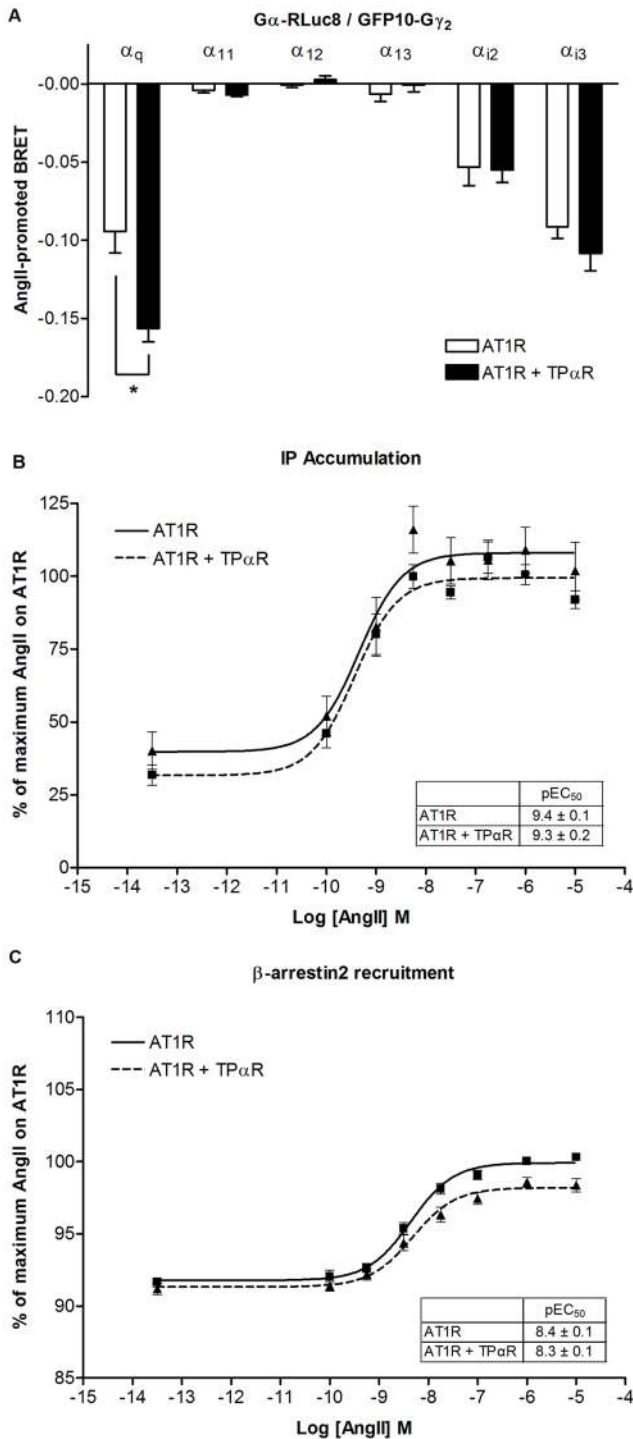 A
Gα-RLuc8 / GFP10-Gγ2
αq α11 α12 α13 αi2 αi3
AngII-promoted BRET
-0.00
-0.05
-0.10
-0.15
-0.20
*
AT1R
AT1R + TPαR
B
IP Accumulation
% of maximum AngII on AT1R
125
100
75
50
25
0
AT1R
AT1R + TPαR
pEC50
AT1R 9.4 ± 0.1
AT1R + TPαR 9.3 ± 0.2
-15 -14 -13 -12 -11 -10 -9 -8 -7 -6 -5 -4
Log [AngII] M
C
β-arrestin2 recruitment
% of maximum AngII on AT1R
110
105
100
95
90
85
AT1R
AT1R + TPαR
pEC50
AT1R 8.4 ± 0.1
AT1R + TPαR 8.3 ± 0.1
-15 -14 -13 -12 -11 -10 -9 -8 -7 -6 -5 -4
Log [AngII] M